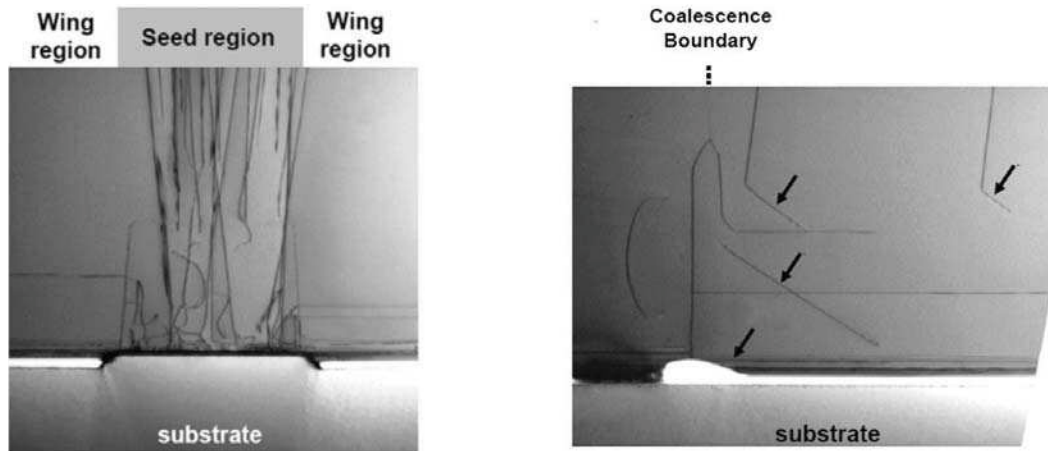 Wing
region
Seed region
Wing
region
substrate
Coalescence
Boundary
substrate